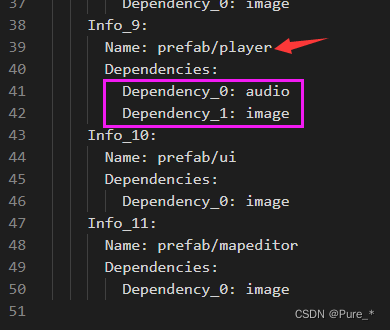 37 Dependency_0: image
38 Info_9:
39 Name: prefab/player
40 Dependencies:
41 Dependency_0: audio
42 Dependency_1: image
43 Info_10:
44 Name: prefab/ui
45 Dependencies:
46 Dependency_0: image
47 Info_11:
48 Name: prefab/mapeditor
49 Dependencies:
50 Dependency_0: image
51
CSDN @Pure_*